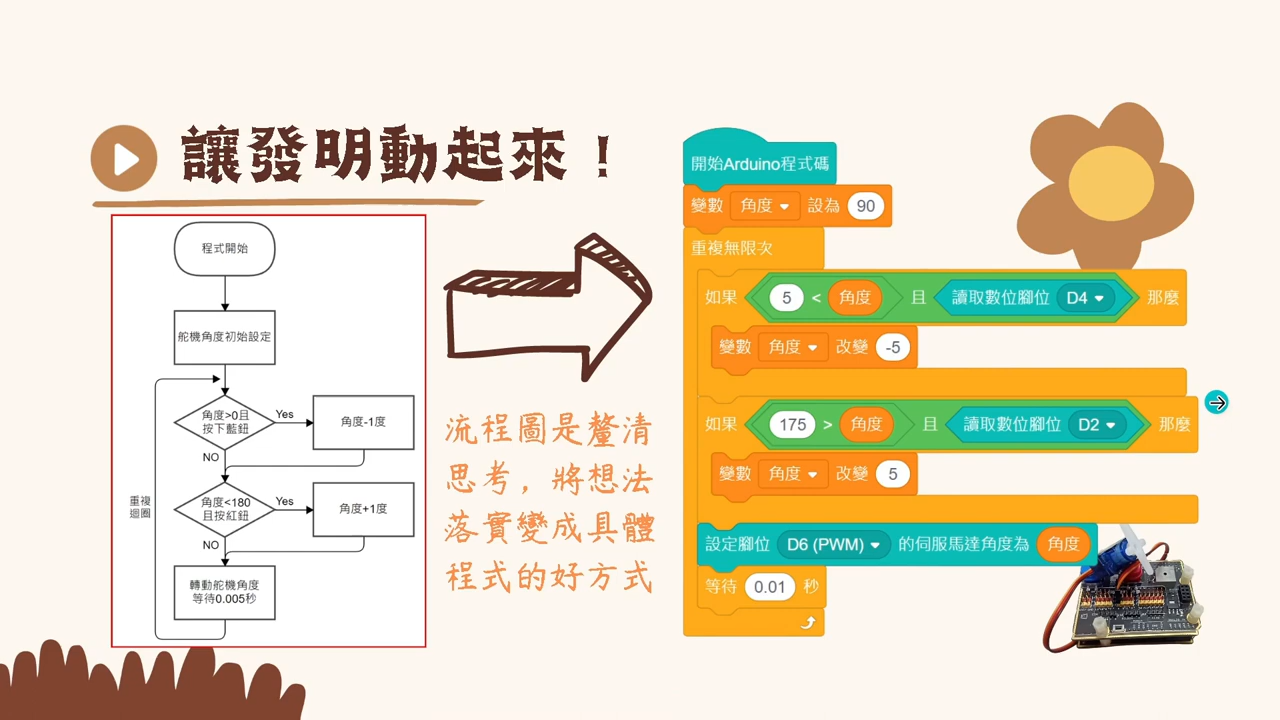 讓發明動起來！
程式開始
舵機角度初始設定
角度>0且
按下藍鈕
Yes
角度-1度
NO
角度<180
且按紅鈕
Yes
角度+1度
NO
重複
迴圈
轉動舵機角度
等待0.005秒
流程圖是釐清
思考，將想法
落實變成具體
程式的好方式
開始Arduino程式碼
變數 角度 設為 90
重複無限次
如果 5 < 角度 且 讀取數位腳位 D4 那麼
變數 角度 改變 -5
如果 175 > 角度 且 讀取數位腳位 D2 那麼
變數 角度 改變 5
設定腳位 D6 (PWM) 的伺服馬達角度為 角度
等待 0.01 秒